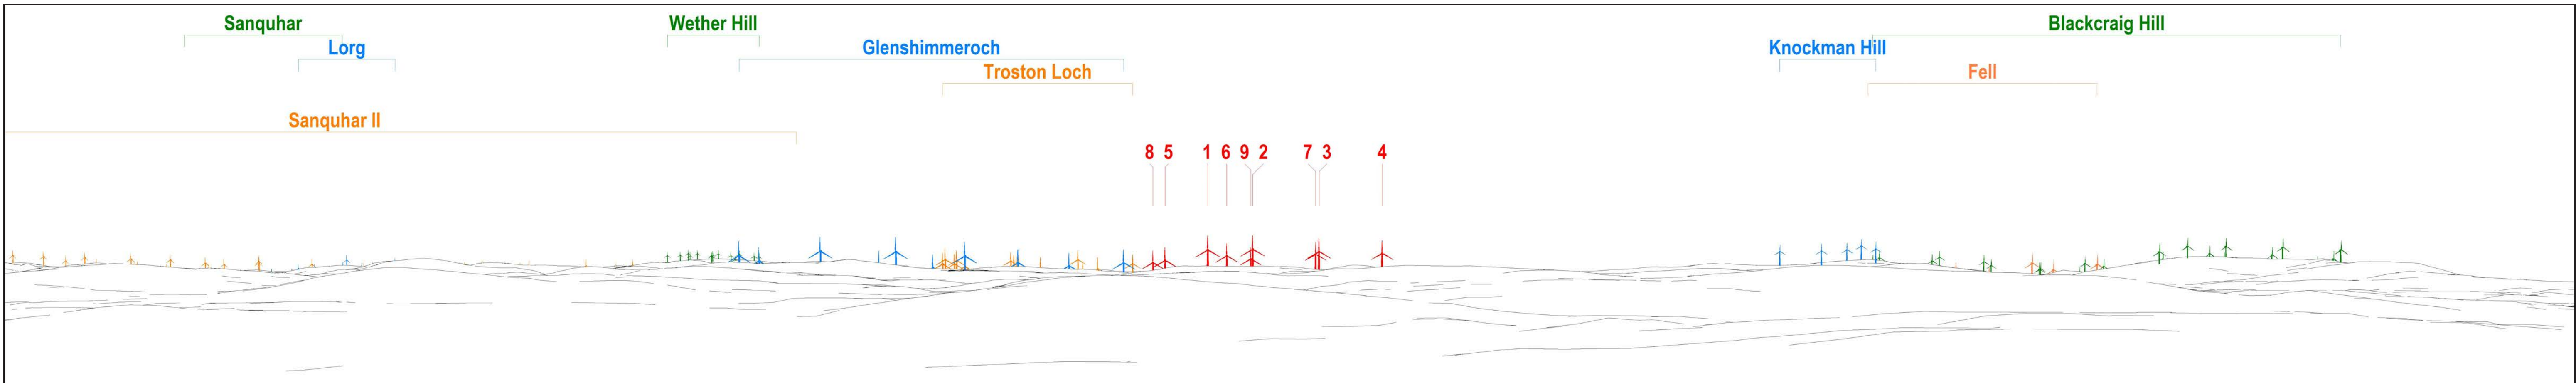 Sanquhar Wether Hill Blackcraig Hill
Lorg Glenshimmeroch Knockman Hill
Troston Loch Fell
Sanquhar II
8 5 1 6 9 2 7 3 4